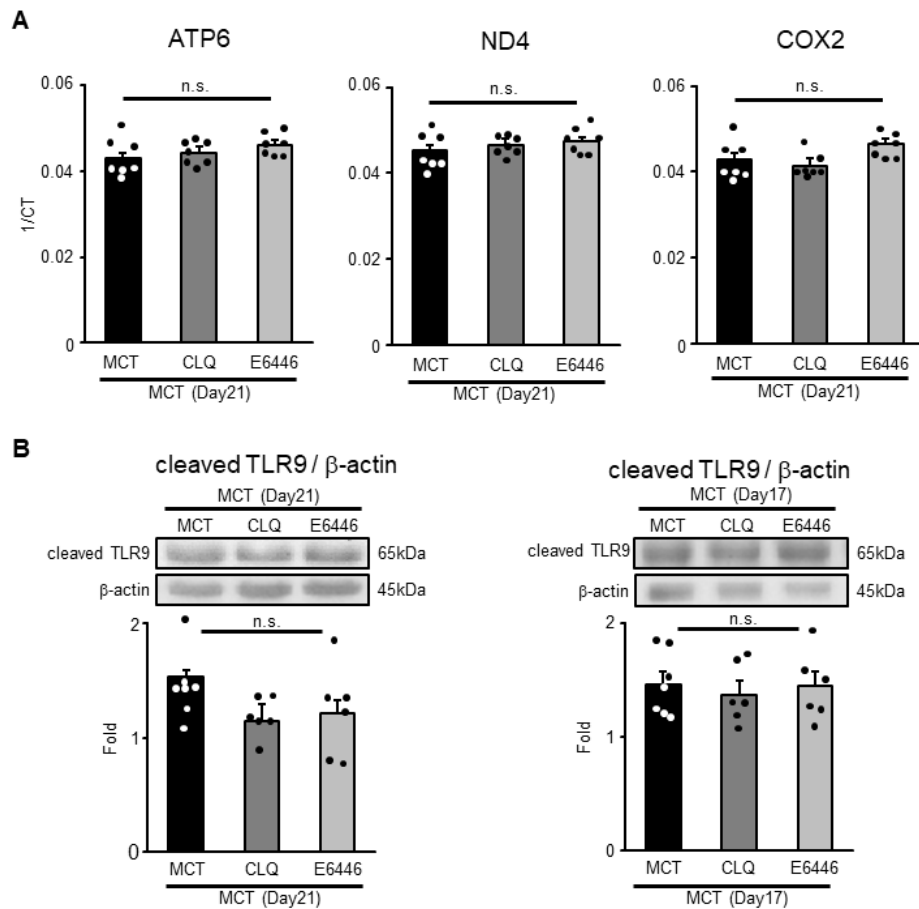 A
ATP6
ND4
COX2
1/CT
0.06
0.04
0.02
0
n.s.
MCT CLQ E6446
MCT (Day21)
0.06
0.04
0.02
0
n.s.
MCT CLQ E6446
MCT (Day21)
0.06
0.04
0.02
0
n.s.
MCT CLQ E6446
MCT (Day21)
B
cleaved TLR9 / β-actin
MCT (Day21)
MCT CLQ E6446
cleaved TLR9 65kDa
β-actin 45kDa
Fold
2
1
0
n.s.
MCT CLQ E6446
MCT (Day21)
cleaved TLR9 / β-actin
MCT (Day17)
MCT CLQ E6446
cleaved TLR9 65kDa
β-actin 45kDa
Fold
2
1
0
n.s.
MCT CLQ E6446
MCT (Day17)